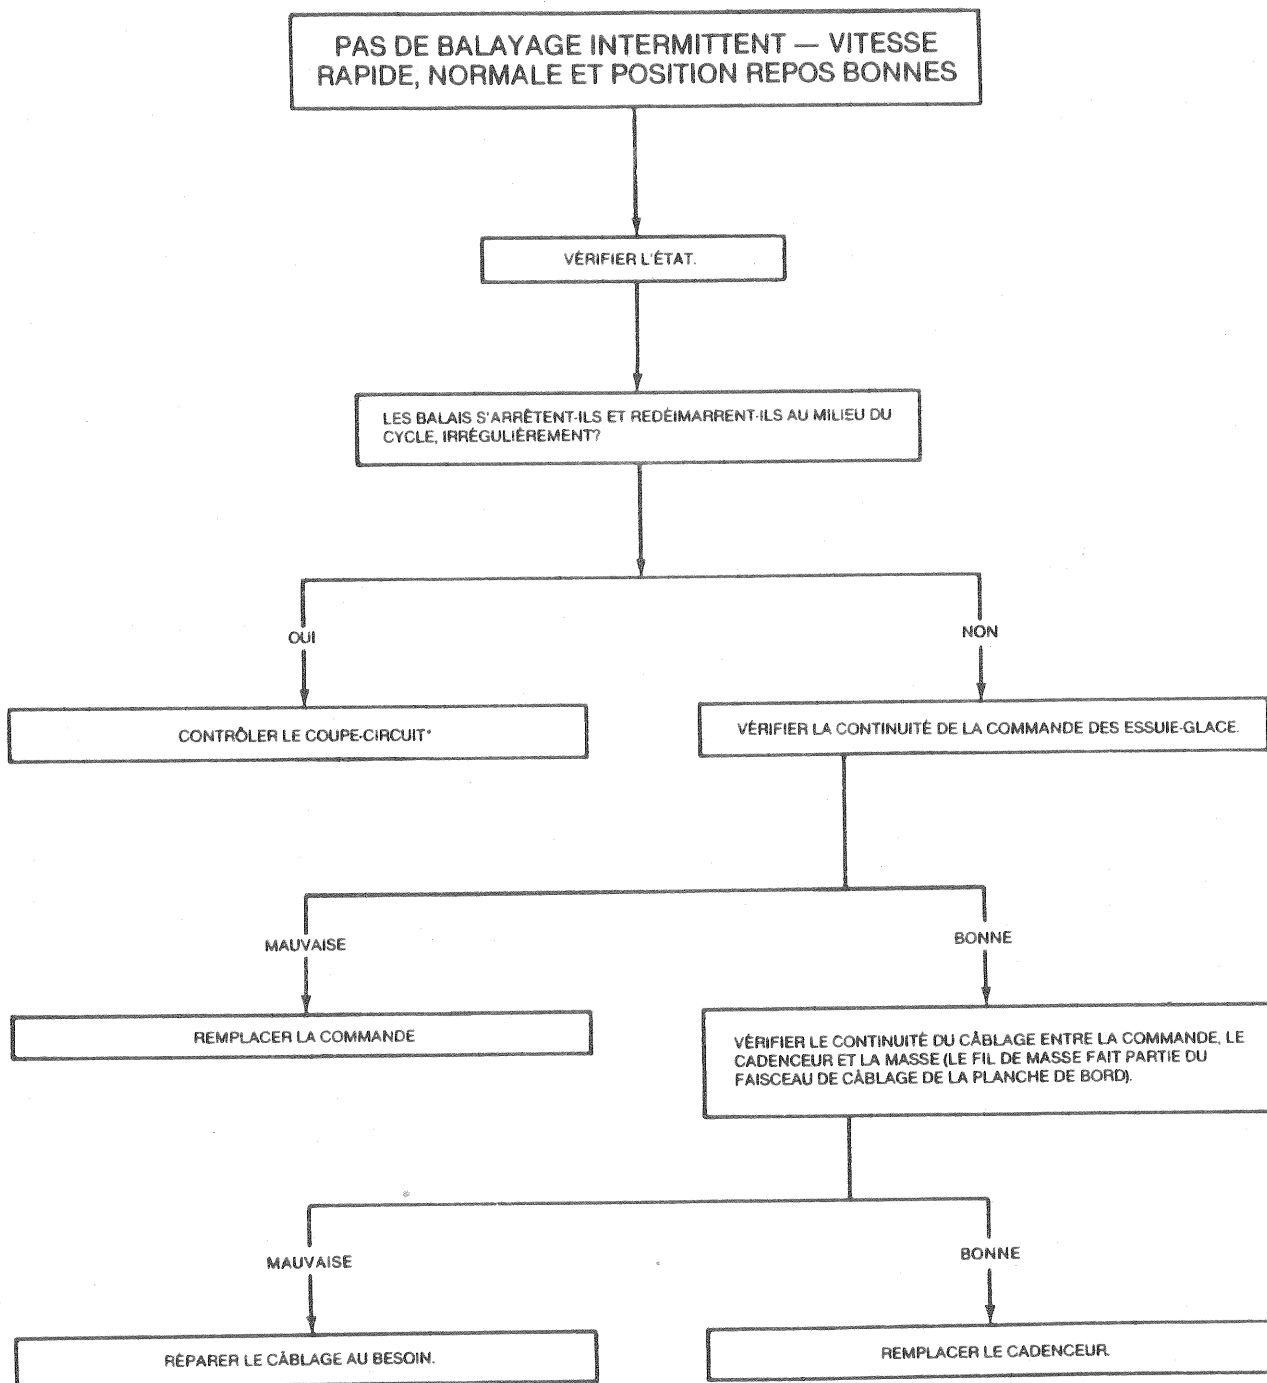 PAS DE BALAYAGE INTERMITTENT — VITESSE
RAPIDE, NORMALE ET POSITION REPOS BONNES
VÉRIFIER L'ÉTAT.
LES BALAIS S'ARRÊTENT-ILS ET REDÉIMARRENT-ILS AU MILIEU DU
CYCLE, IRRÉGULIÈREMENT?
OUI
NON
CONTRÔLER LE COUPE-CIRCUIT*
VÉRIFIER LA CONTINUITÉ DE LA COMMANDE DES ESSUIE-GLACE.
MAUVAISE
BONNE
REMPLACER LA COMMANDE
VÉRIFIER LE CONTINUITÉ DU CÂBLAGE ENTRE LA COMMANDE, LE
CADENCEUR ET LA MASSE (LE FIL DE MASSE FAIT PARTIE DU
FAISCEAU DE CÂBLAGE DE LA PLANCHE DE BORD).
MAUVAISE
BONNE
RÉPARER LE CÂBLAGE AU BESOIN.
REMPLACER LE CADENCEUR.